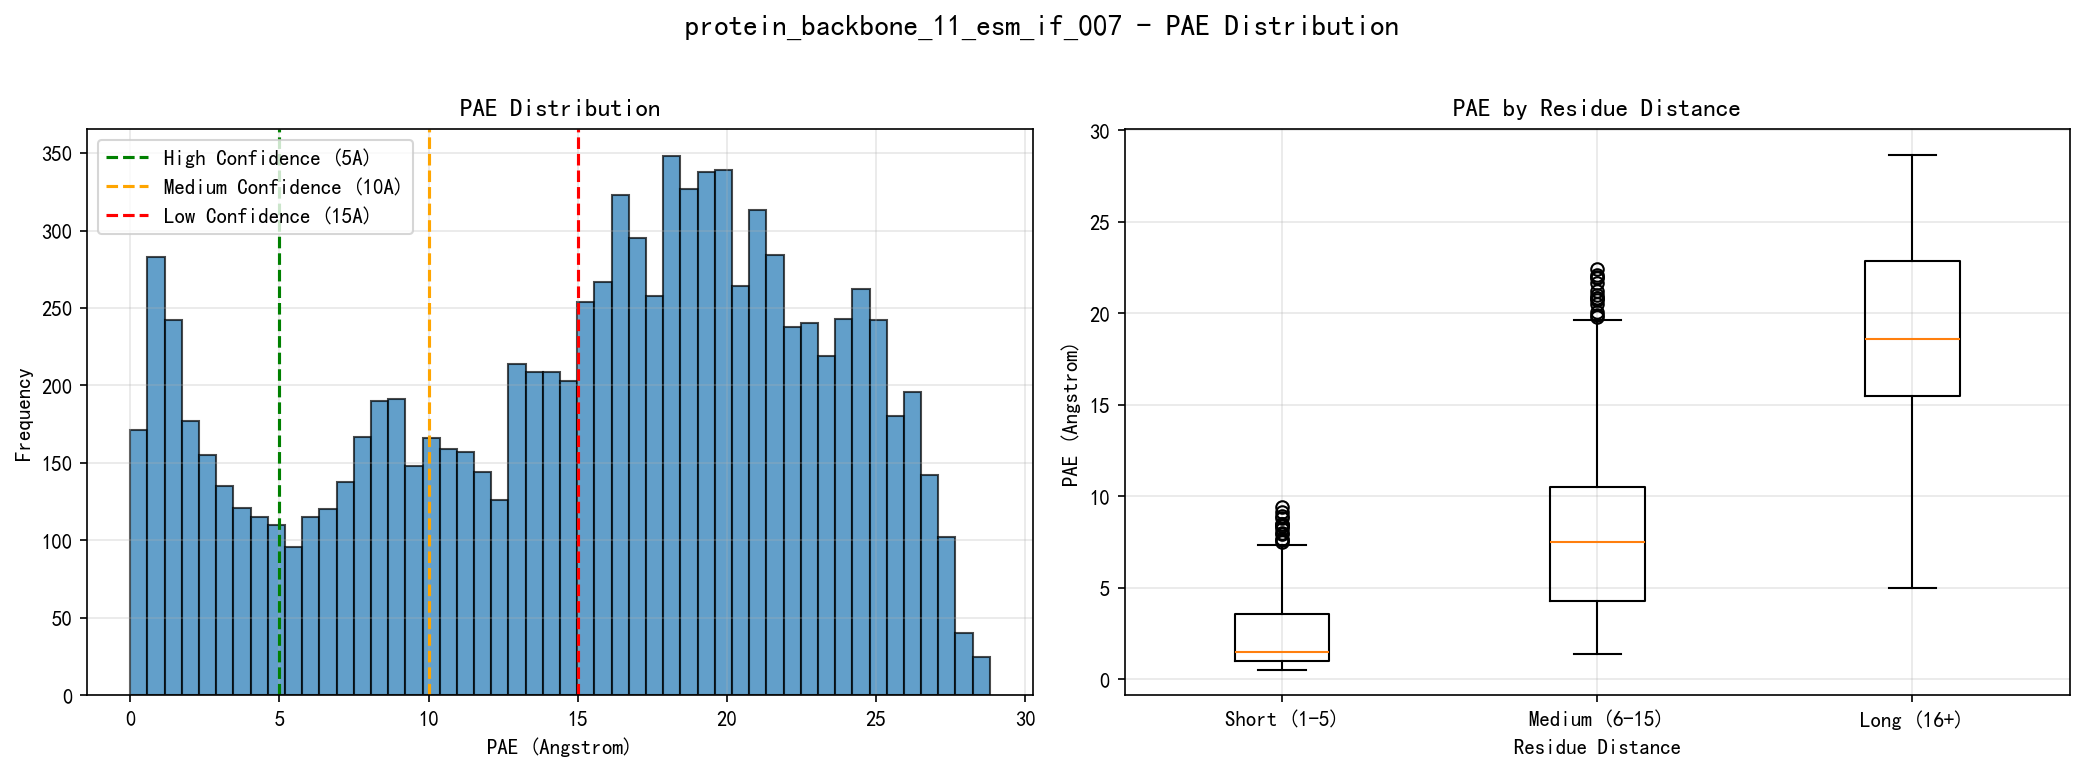 protein_backbone_11_esm_if_007 - PAE Distribution
PAE Distribution
High Confidence (5A)
Medium Confidence (10A)
Low Confidence (15A)
350
300
250
200
150
100
50
0
Frequency
0 5 10 15 20 25 30
PAE (Angstrom)
PAE by Residue Distance
30
25
20
15
10
5
0
PAE (Angstrom)
Short (1-5) Medium (6-15) Long (16+)
Residue Distance